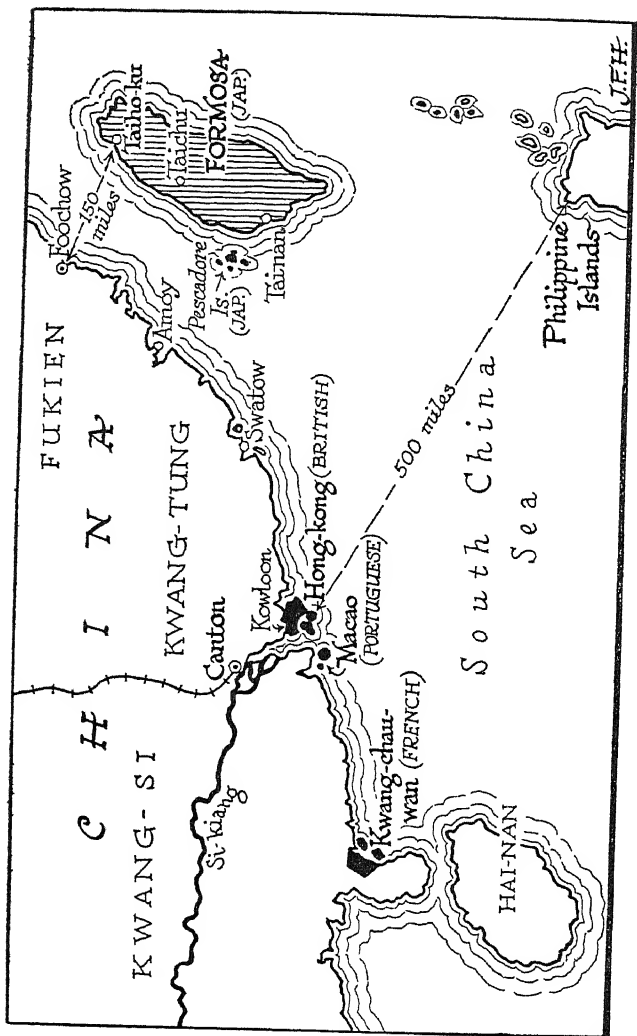 FUKIEN
C H I N A
KWANG-TUNG
KWANG-SI
Foochow
150
miles
Taiho-ku
Taichu
FORMOSA
(JAP.)
Pescadore
Is.
(JAP.)
Tainan
Amoy
Swatow
Canton
Kowloon
Hong-kong (BRITISH)
Macao
(PORTUGUESE)
Si-kiang
Kwang-chau-
wan (FRENCH)
HAI-NAN
500 miles
South China
Sea
Philippine
Islands
J.F.H.